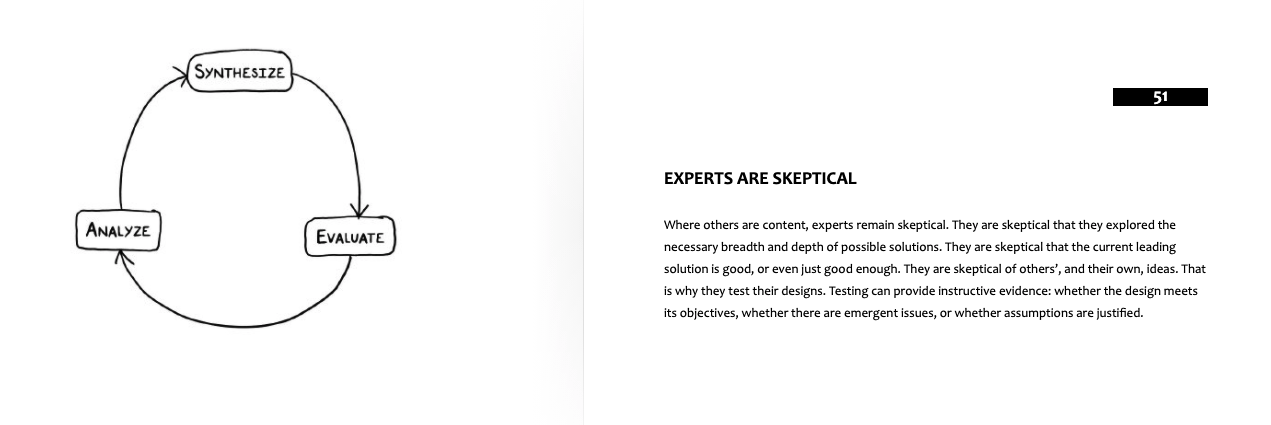 SYNTHESIZE
ANALYZE
EVALUATE
51
EXPERTS ARE SKEPTICAL
Where others are content, experts remain skeptical. They are skeptical that they explored the
necessary breadth and depth of possible solutions. They are skeptical that the current leading
solution is good, or even just good enough. They are skeptical of others’, and their own, ideas. That
is why they test their designs. Testing can provide instructive evidence: whether the design meets
its objectives, whether there are emergent issues, or whether assumptions are justified.